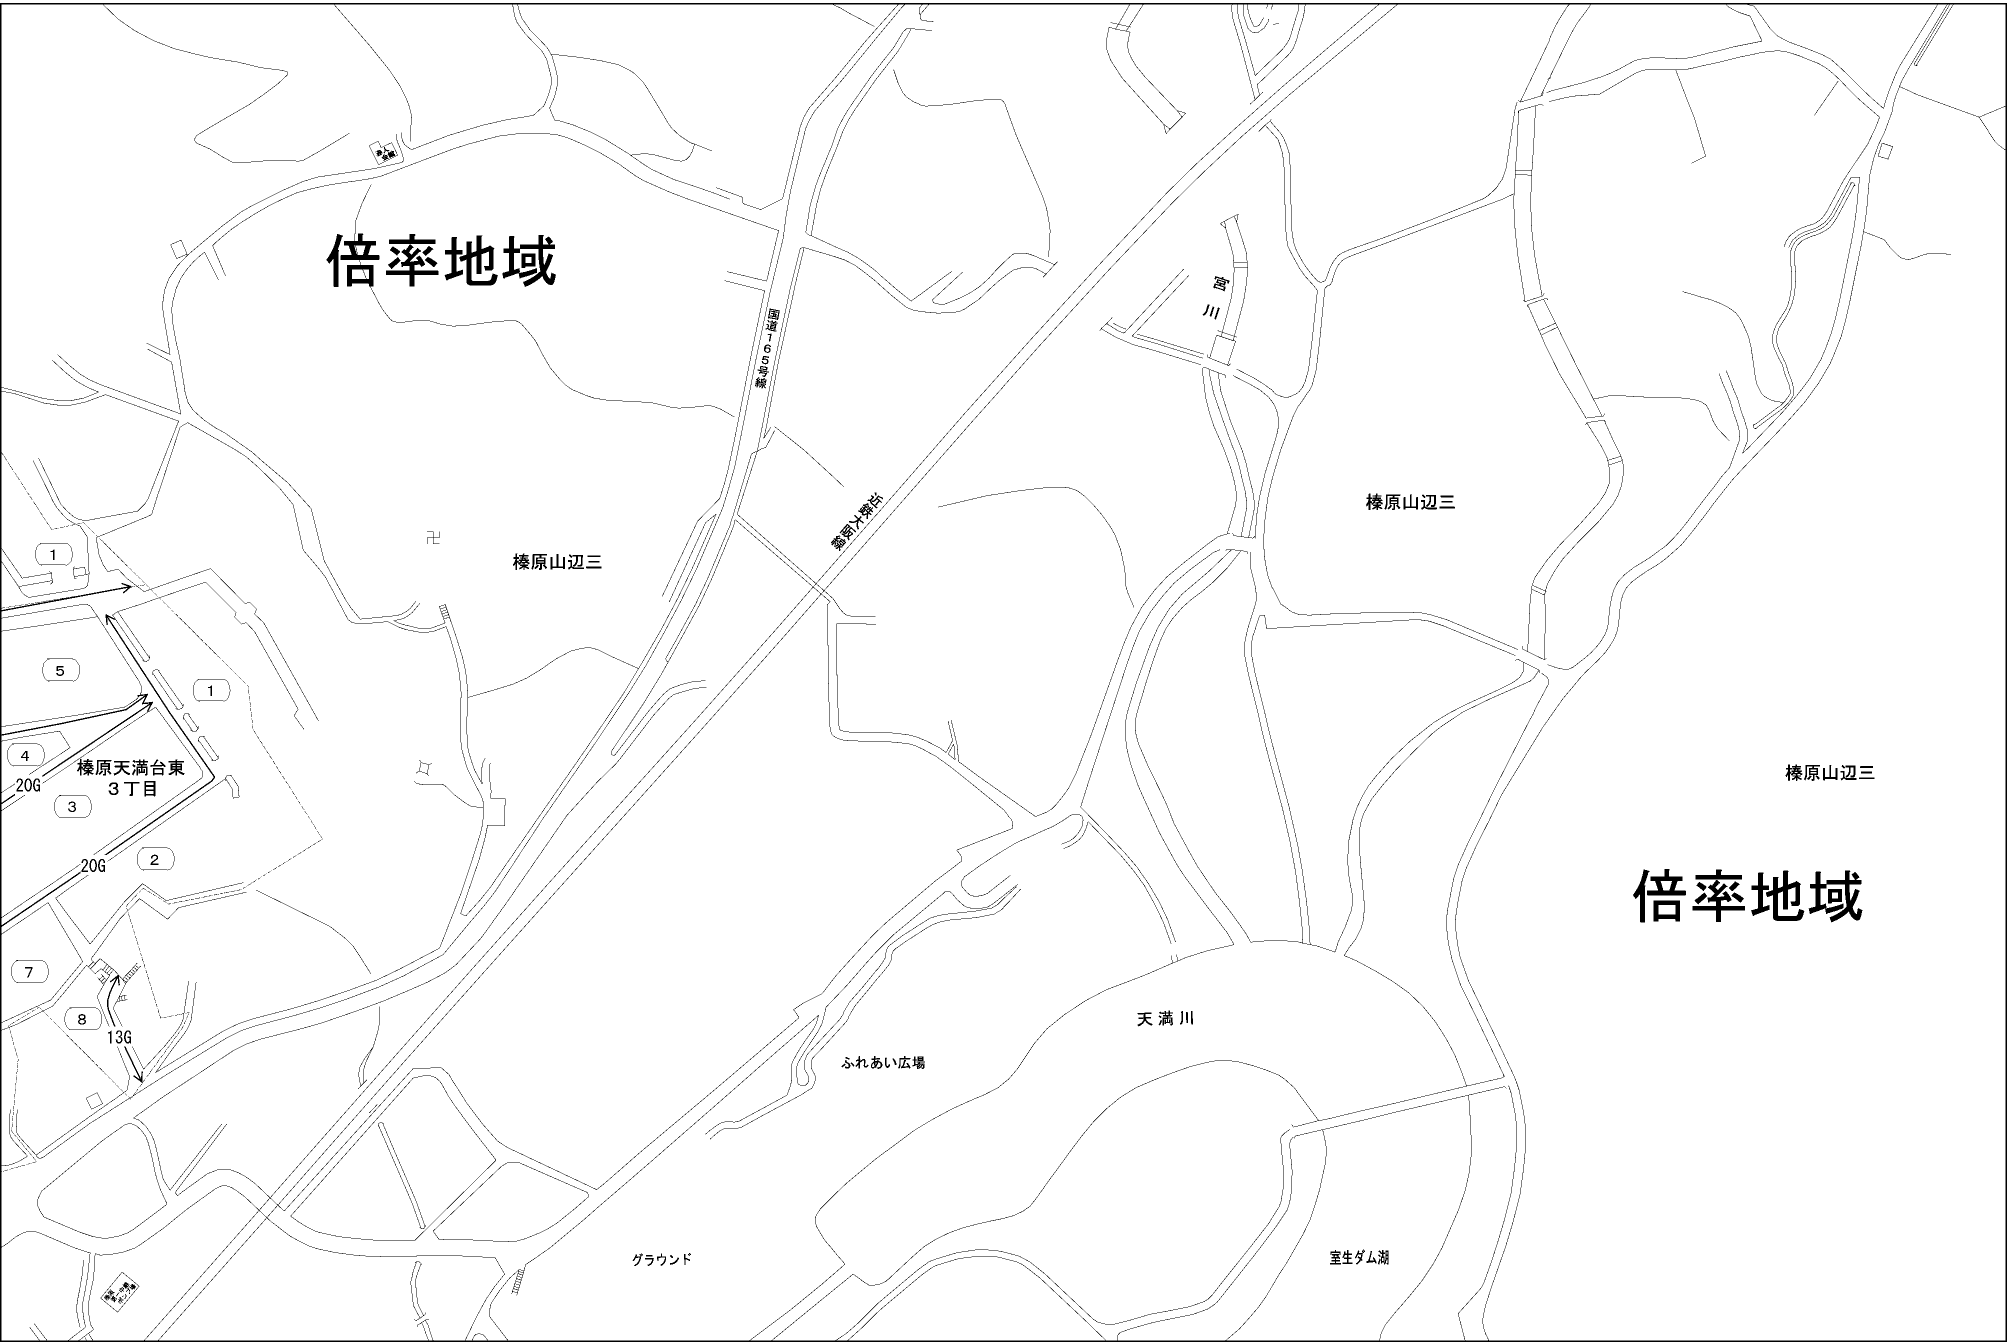 倍率地域
宮川
国道165号線
近鉄大阪線
榛原山辺三
榛原山辺三
1
5
1
4
榛原天満台東
3丁目
20G
3
20G
2
榛原山辺三
倍率地域
7
8
13G
天満川
ふれあい広場
グラウンド
室生ダム湖